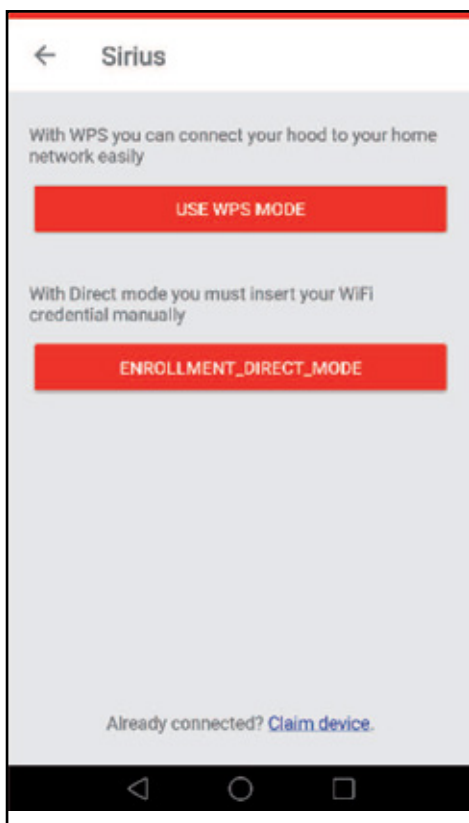 Sirius
With WPS you can connect your hood to your home
network easily
USE WPS MODE
With Direct mode you must insert your WiFi
credential manually
ENROLLMENT_DIRECT_MODE
Already connected? Claim device.